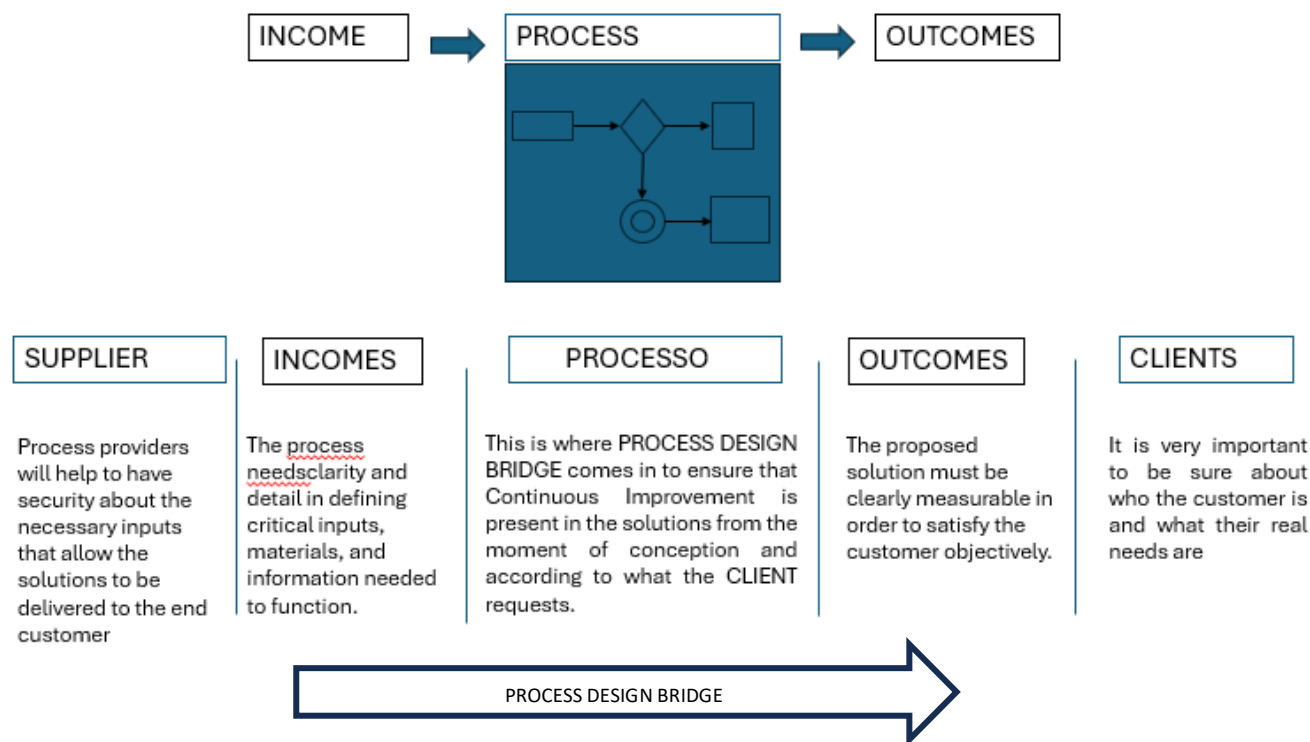 INCOME
PROCESS
OUTCOMES
SUPPLIER
INCOMES
PROCESSO
OUTCOMES
CLIENTS
Process providers
will help to have
security about the
necessary inputs
that allow the
solutions to be
delivered to the end
customer
The process
needsclarity and
detail in defining
critical inputs,
materials, and
information needed
to function.
This is where PROCESS DESIGN
BRIDGE comes in to ensure that
Continuous Improvement is
present in the solutions from the
moment of conception and
according to what the CLIENT
requests.
The proposed
solution must be
clearly measurable in
order to satisfy the
customer objectively.
It is very important
to be sure about
who the customer is
and what their real
needs are
PROCESS DESIGN BRIDGE